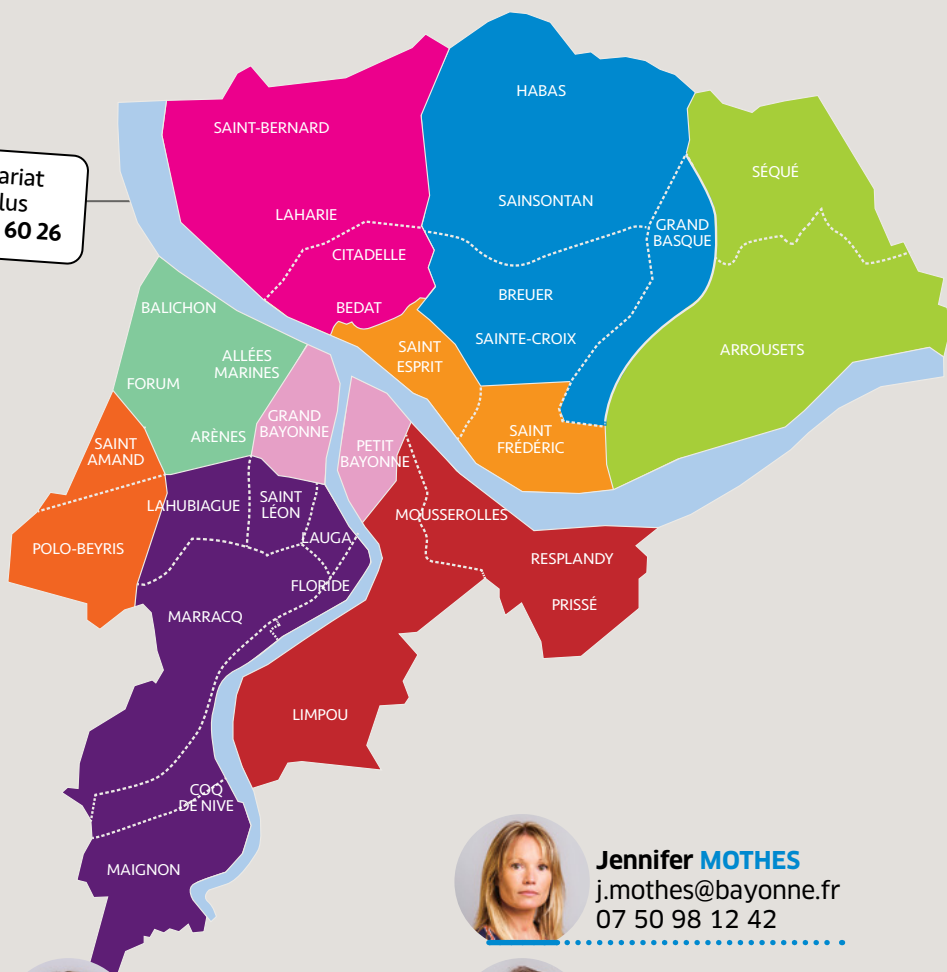 HABAS
SAINT-BERNARD
SÉQUÉ
ariat
lus
60 26
SAINSONTAN
LAHARIE
GRAND
BASQUE
CITADELLE
BREUER
BEDAT
BALICHON
SAINTE-CROIX
SAINT
ESPRIT
ARROUSETS
ALLÉES
MARINES
FORUM
GRAND
BAYONNE
ARÈNES
SAINT
FRÉDÉRIC
SAINT
AMAND
PETIT
BAYONNE
LAHUBIAGUE
SAINT
LÉON
MOUSSEROLLES
LAUGA
POLO-BEYRIS
RESPLANDY
FLORIDE
PRISSÉ
MARRACQ
LIMPOU
COQ
DE NIVE
MAIGNON
Jennifer MOTHES
j.mothes@bayonne.fr
07 50 98 12 42